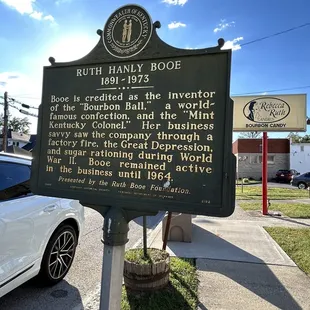 COMMONWEALTH OF KENTUCKY
RUTH HANLY BOOE
1891-1973
Booe is credited as the inventor
of the "Bourbon Ball," a world-
famous confection, and the "Mint
Kentucky Colonel." Her business
savvy saw the company through a
factory fire, the Great Depression,
and sugar rationing during World
War II. Booe remained active
in the business until 1964.
Presented by the Ruth Booe Foundation.
Rebecca
Ruth
BOURBON CANDY